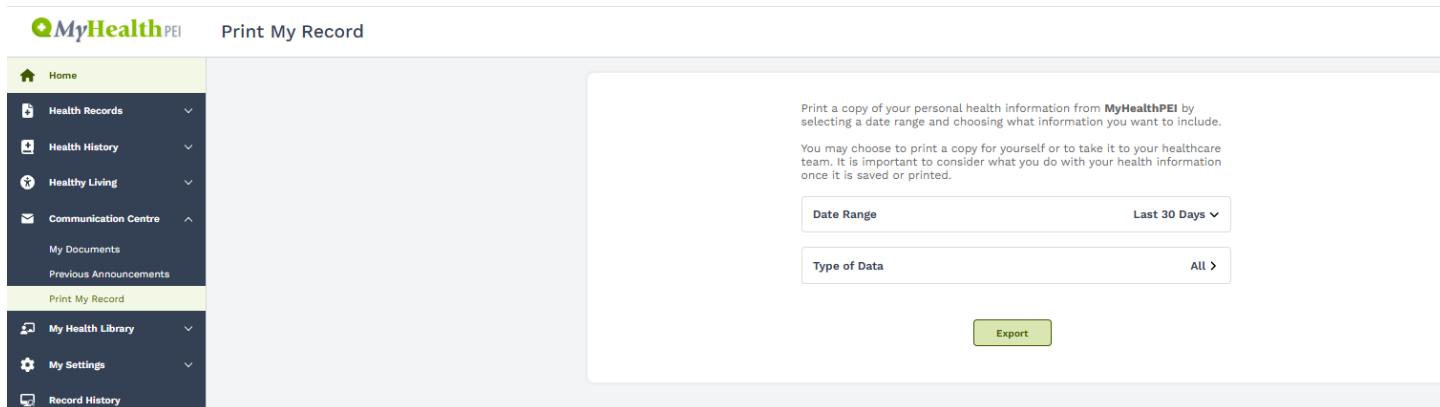 MyHealthPEI
Print My Record
Home
Health Records
Health History
Healthy Living
Communication Centre
My Documents
Previous Announcements
Print My Record
My Health Library
My Settings
Record History
Print a copy of your personal health information from MyHealthPEI by
selecting a date range and choosing what information you want to include.
You may choose to print a copy for yourself or to take it to your healthcare
team. It is important to consider what you do with your health information
once it is saved or printed.
Date Range Last 30 Days
Type of Data All
Export